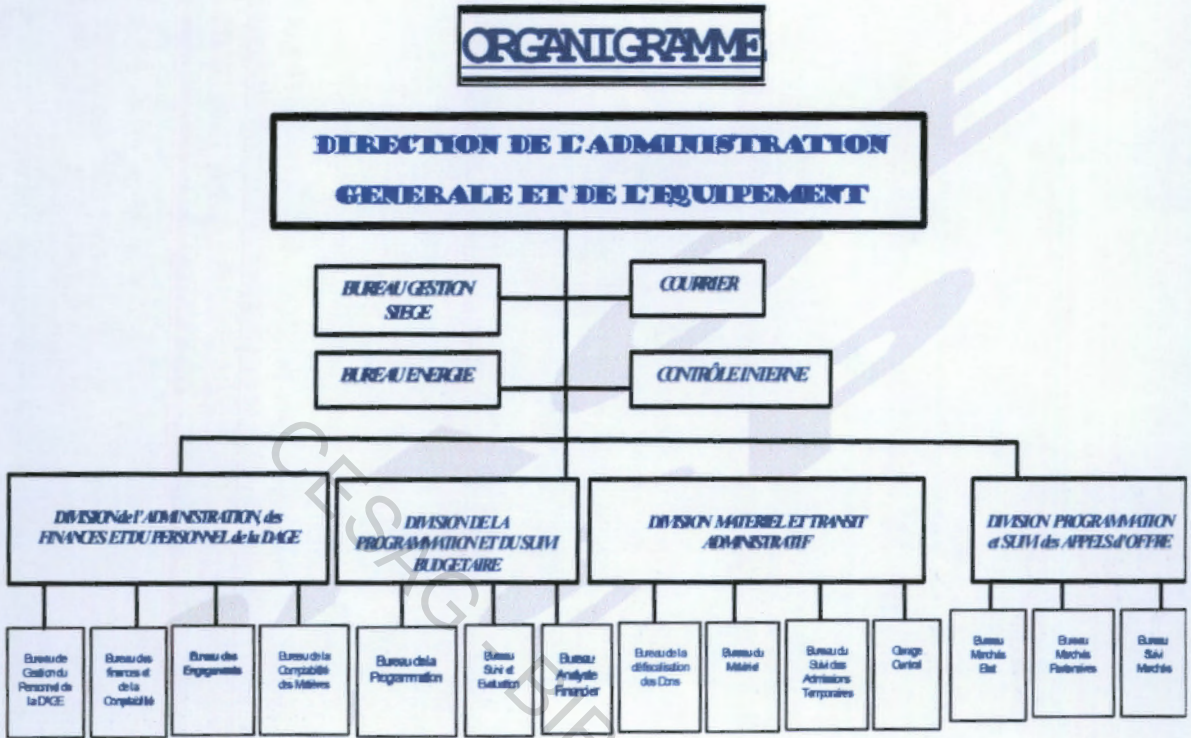 ORGANIGRAMME
DIRECTION DE L'ADMINISTRATION
GENERALE ET DE L'EQUIPEMENT
BUREAU GESTION
SIEGE
COURRIER
BUREAU ENERGIE
CONTRÔLE INTERNE
DIVISION de l'ADMINISTRATION, des
FINANCES ET DU PERSONNEL de la DAGE
DIVISION DE LA
PROGRAMMATION ET DU SUIVI
BUDGETAIRE
DIVISION MATERIEL ET TRANSIT
ADMINISTRATIF
DIVISION PROGRAMMATION
et SUIVI des APPELS d'OFFRE
Bureau de
Gestion du
Personnel de
la DAGE
Bureau des
finances et
de la
Comptabilité
Bureau des
Engagements
Bureau de la
Comptabilité
des Matières
Bureau de la
Programmation
Bureau
Suivi et
Evaluation
Bureau
Analyste
Financier
Bureau de la
défiscalisation
des Dons
Bureau du
Matériel
Bureau du
Suivi des
Admissions
Temporaires
Garage
Central
Bureau
Marchés
Etat
Bureau
Marchés
Partenaires
Bureau
Suivi
Marchés
CESAG - BIB